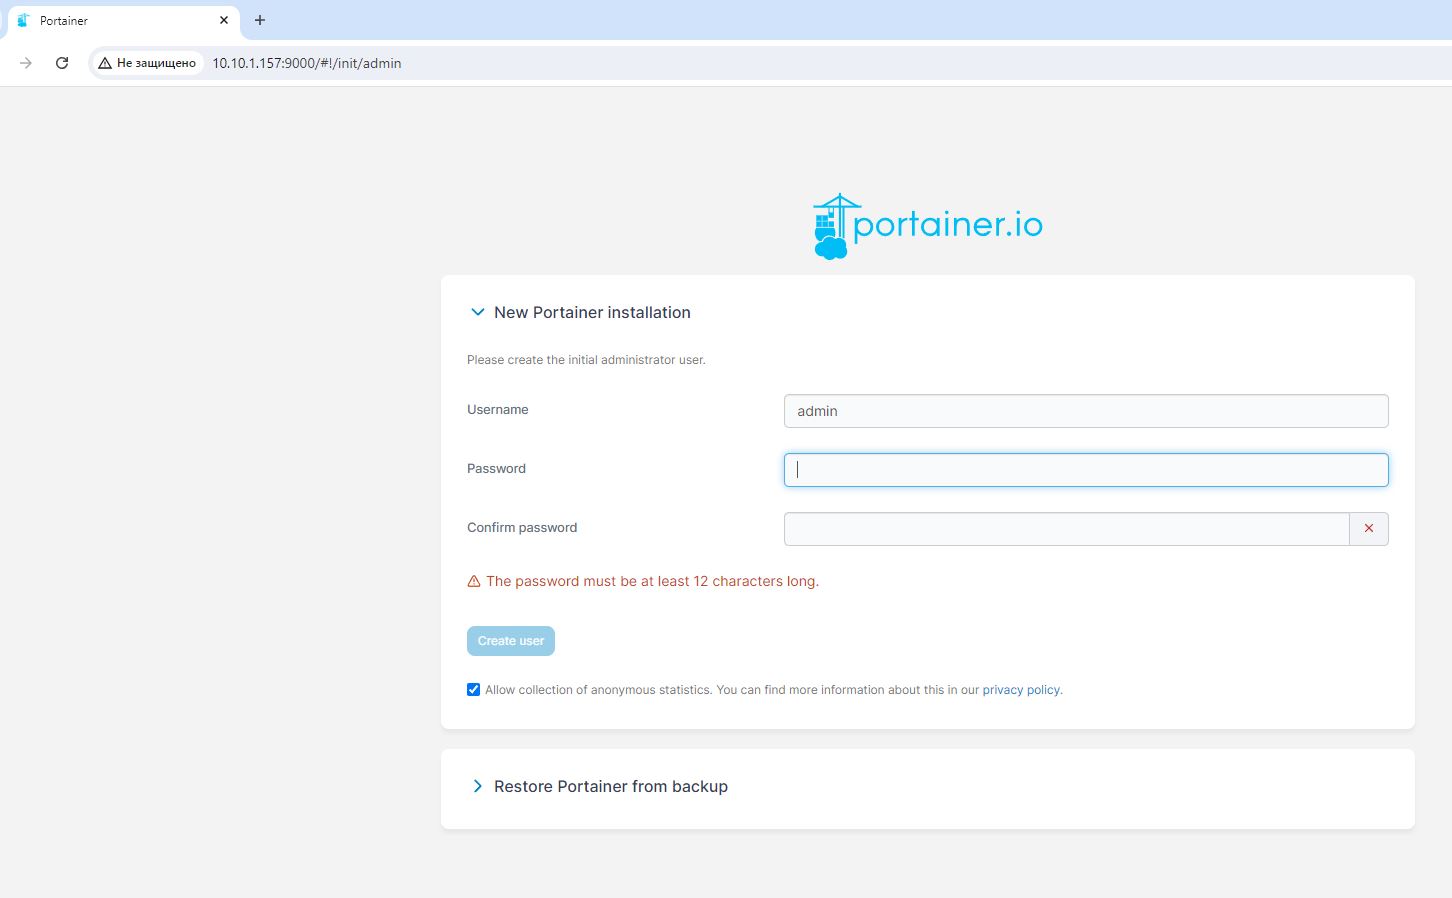 Portainer
Не защищено 10.10.1.157:9000/#!/init/admin
portainer.io
New Portainer installation
Please create the initial administrator user.
Username admin
Password
Confirm password
The password must be at least 12 characters long.
Create user
Allow collection of anonymous statistics. You can find more information about this in our privacy policy.
Restore Portainer from backup